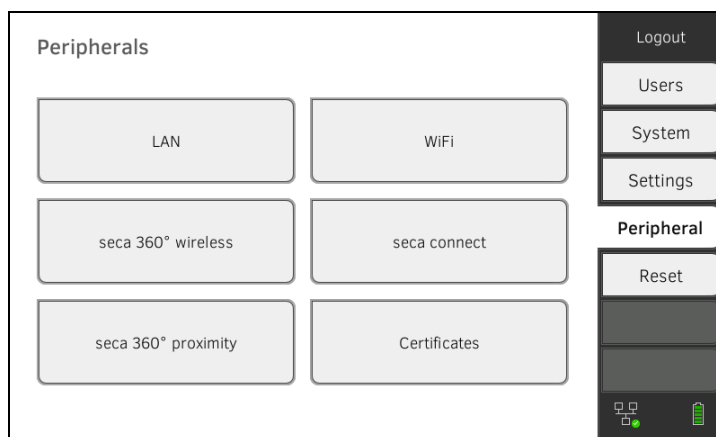 Peripherals
LAN
WiFi
seca 360° wireless
seca connect
seca 360° proximity
Certificates
Logout
Users
System
Settings
Peripheral
Reset